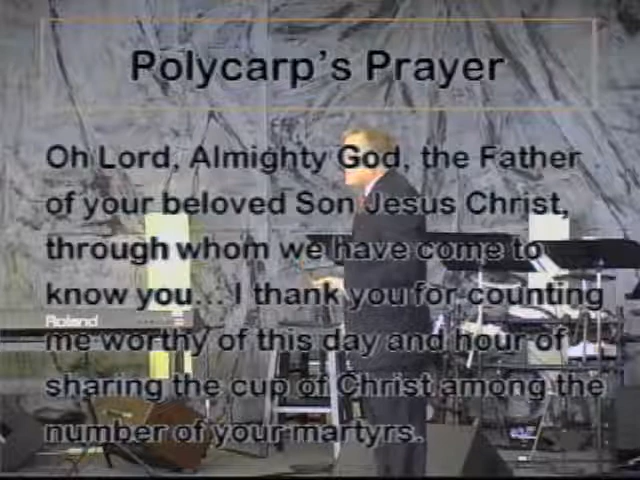 Polycarp's Prayer
Oh Lord, Almighty God, the Father
of your beloved Son Jesus Christ,
through whom we have come to
know you... I thank you for counting
Roland
me worthy of this day and hour of
sharing the cup of Christ among the
number of your martyrs.